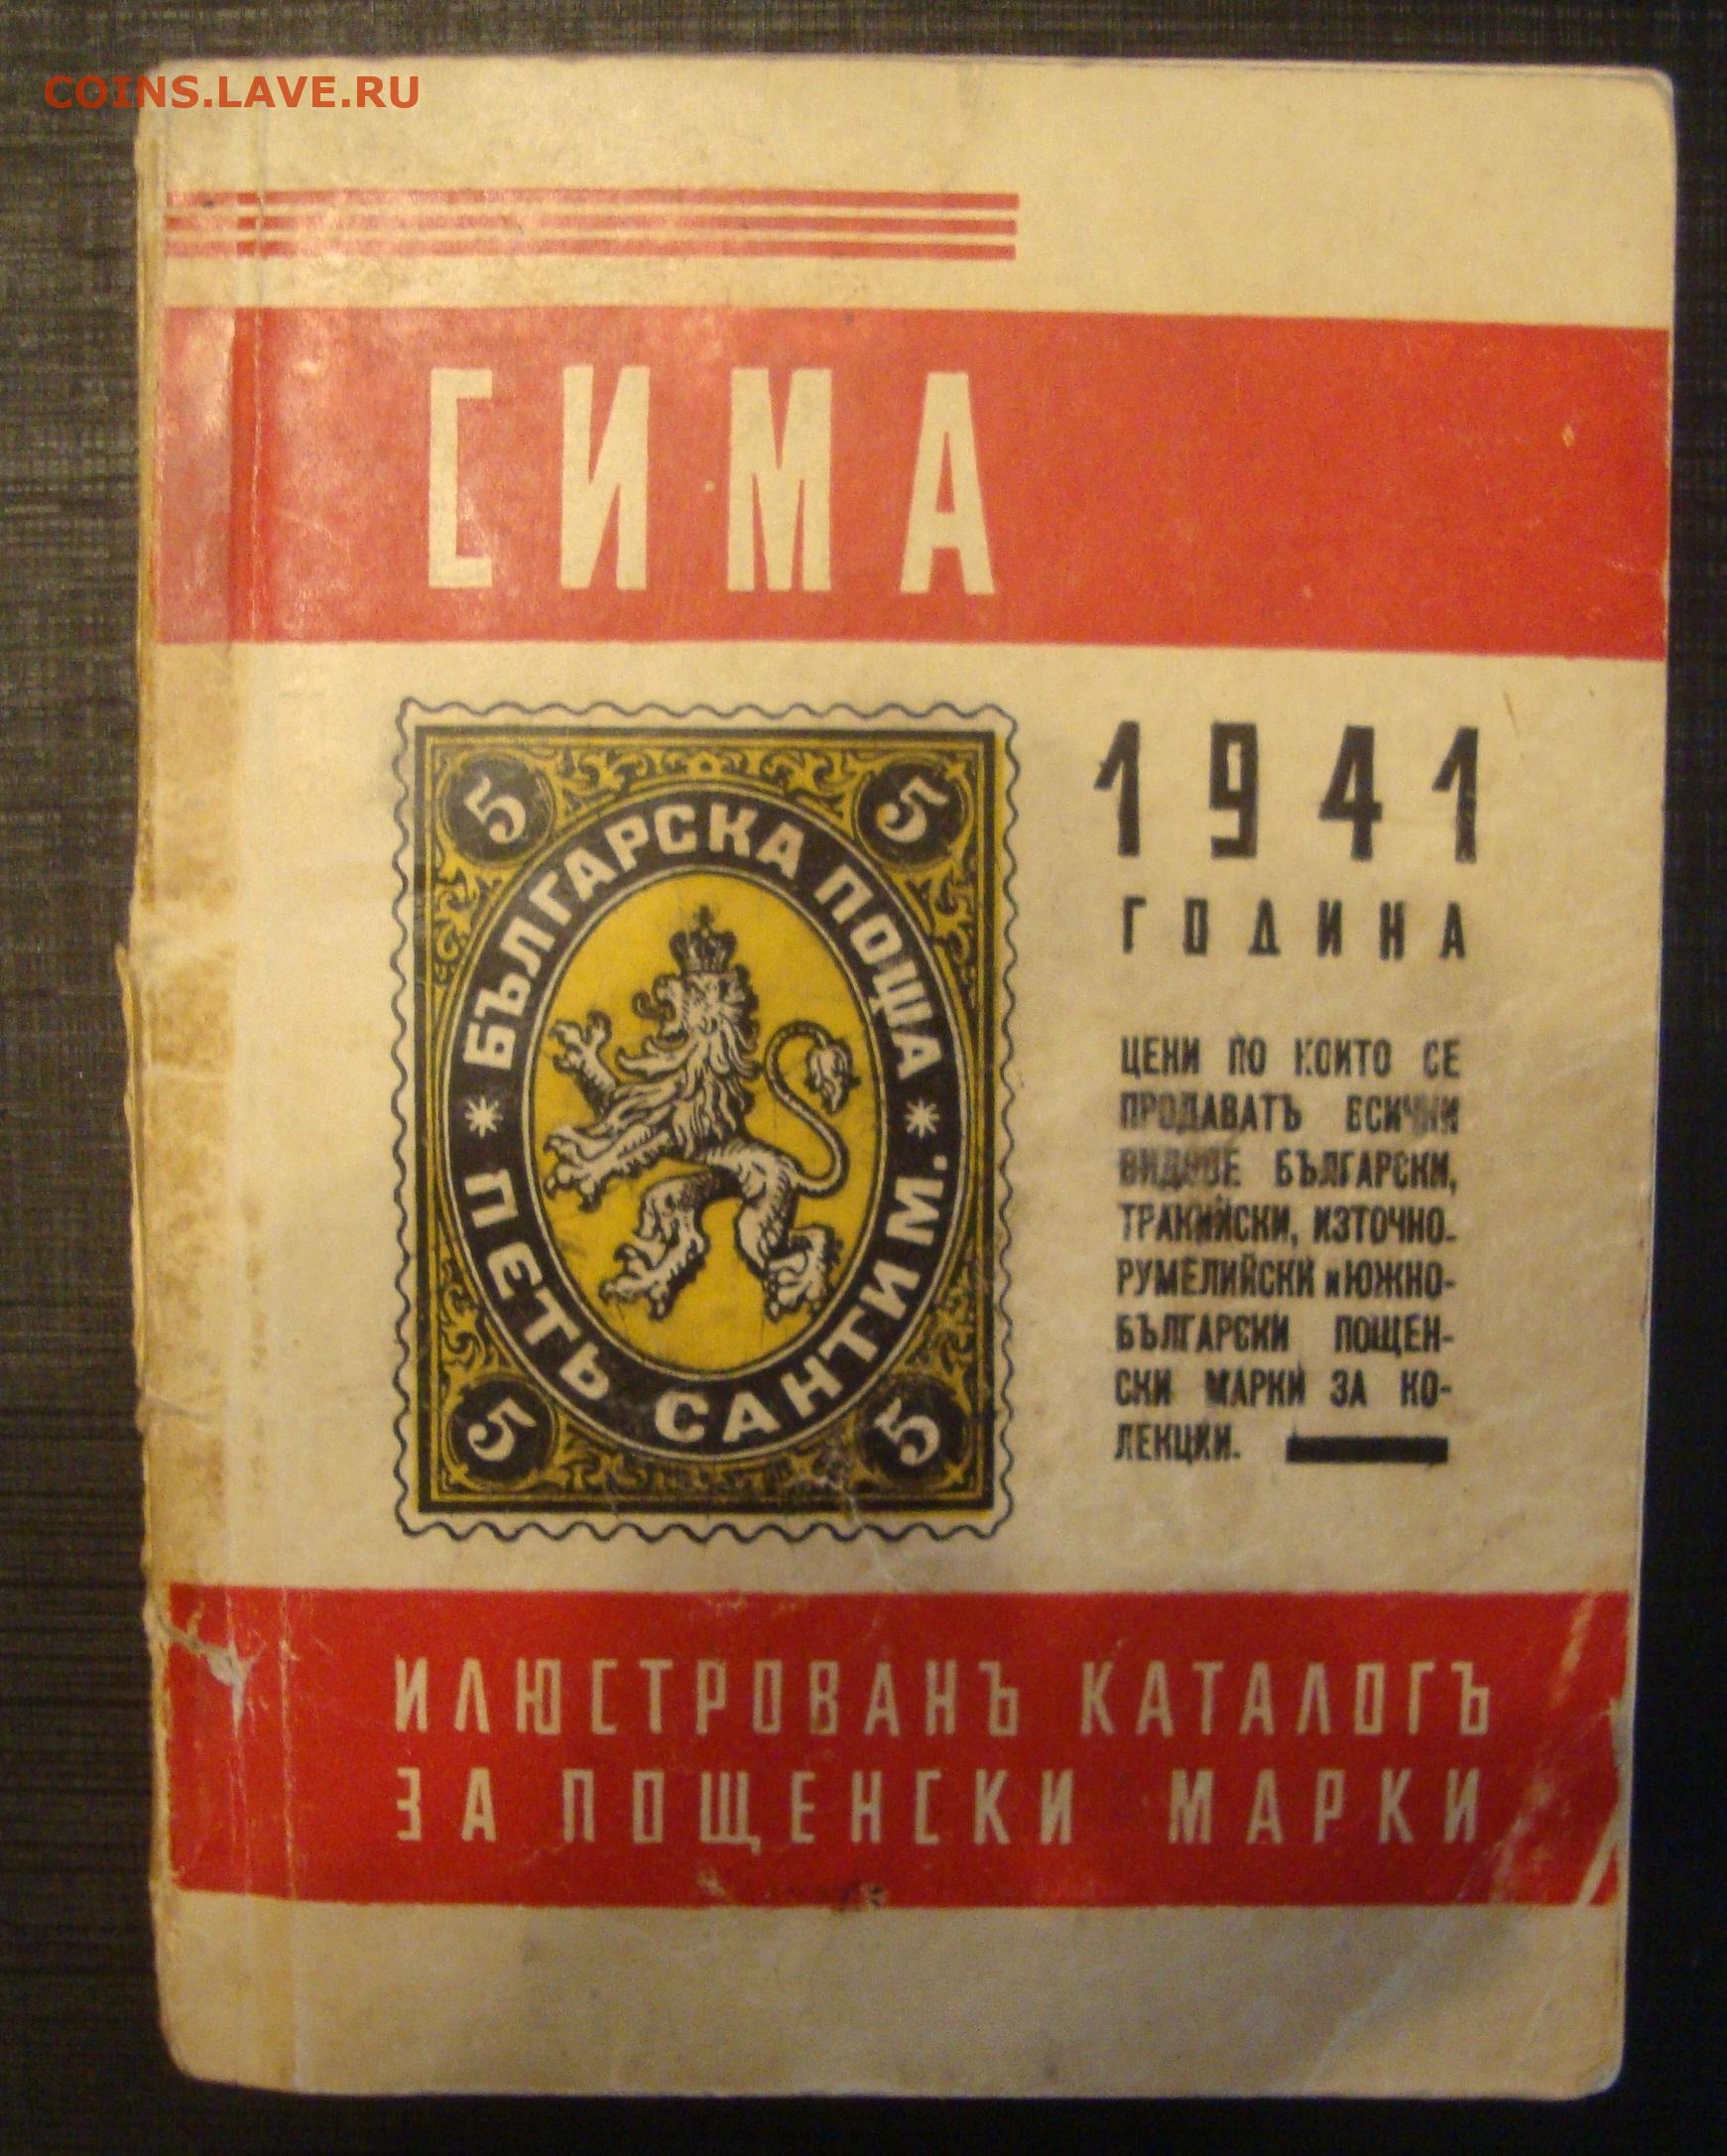 COINS.LAVE.RU
СИМА
5 5
БЪЛГАРСКА ПОЩА
ПЕТЬ САНТИМ.
5 5
1941
ГОДИНА
ЦЕНИ ПО КОИТО СЕ
ПРОДАВАТЪ ВСИЧКИ
ВИДОВЕ БЪЛГАРСКИ,
ТРАКИЙСКИ, ИЗТОЧНО-
РУМЕЛИЙСКИ и ЮЖНО-
БЪЛГАРСКИ ПОЩЕН-
СКИ МАРКИ ЗА КО-
ЛЕКЦИИ.
ИЛЮСТРОВАНЪ КАТАЛОГЪ
ЗА ПОЩЕНСКИ МАРКИ